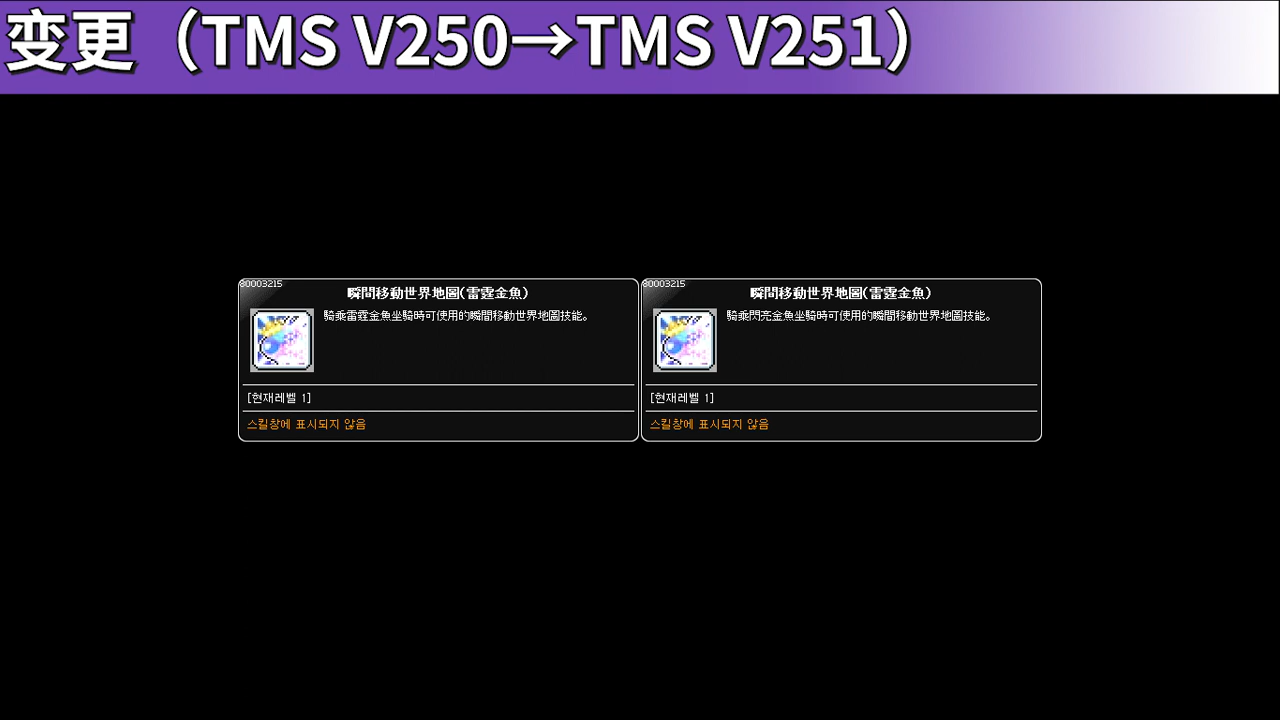 变更（TMS V250→TMS V251）
80003215
瞬間移動世界地圖(雷霆金魚)
騎乘雷霆金魚坐騎時可使用的瞬間移動世界地圖技能。
[현재레벨 1]
스킬창에 표시되지 않음
80003215
瞬間移動世界地圖(雷霆金魚)
騎乘閃亮金魚坐騎時可使用的瞬間移動世界地圖技能。
[현재레벨 1]
스킬창에 표시되지 않음